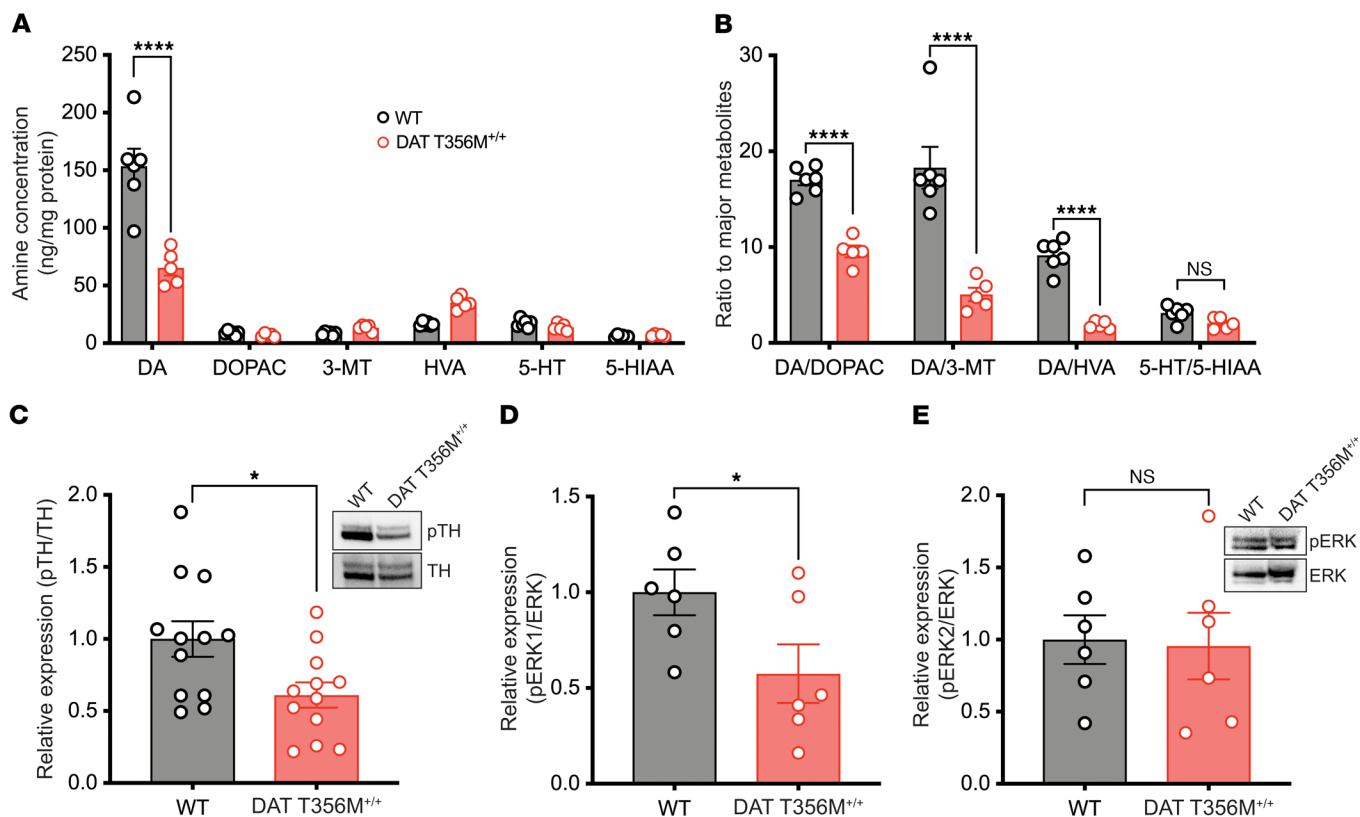 A
Amine concentration
(ng/mg protein)
250
200
150
100
50
0
****
WT
DAT T356M+/+
DA DOPAC 3-MT HVA 5-HT 5-HIAA
B
Ratio to major metabolites
30
20
10
0
****
****
****
NS
DA/DOPAC DA/3-MT DA/HVA 5-HT/5-HIAA
C
Relative expression (pTH/TH)
2.0
1.5
1.0
0.5
0.0
*
WT DAT T356M+/+
pTH
TH
WT DAT T356M+/+
D
Relative expression
(pERK1/ERK)
1.5
1.0
0.5
0.0
*
WT DAT T356M+/+
E
Relative expression
(pERK2/ERK)
2.0
1.5
1.0
0.5
0.0
NS
WT DAT T356M+/+
pERK
ERK
WT DAT T356M+/+